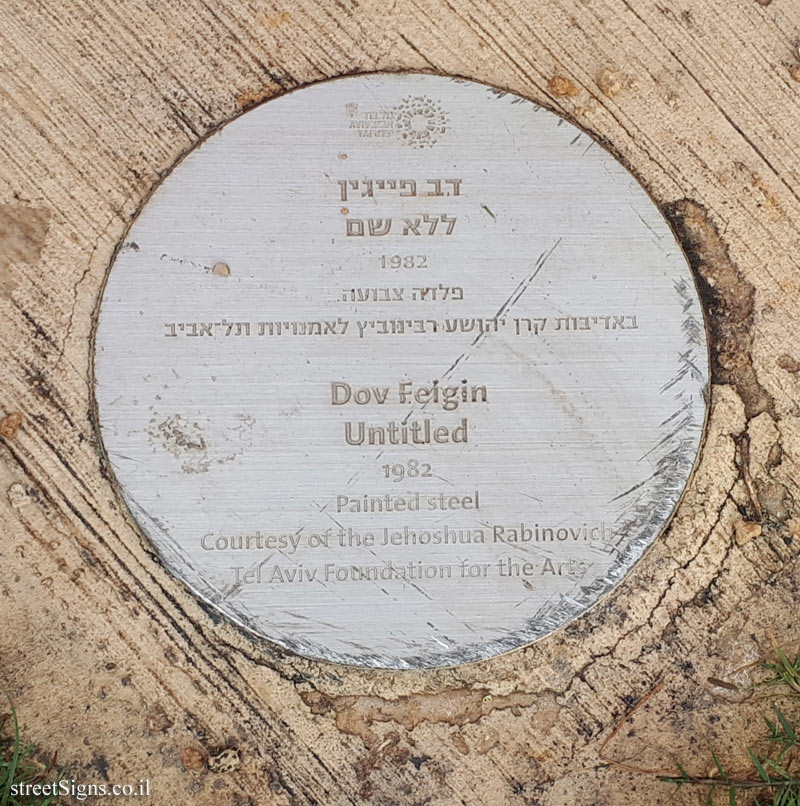 דב פייגין
ללא שם
1982
פלדה צבועה
באדיבות קרן יהושע רבינוביץ לאמנויות תל־אביב
Dov Feigin
Untitled
1982
Painted steel
Courtesy of the Jehoshua Rabinovich
Tel Aviv Foundation for the Arts
streetSigns.co.il